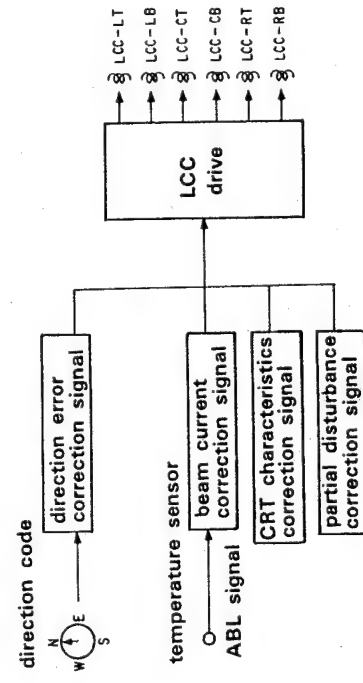 direction code
N
W
E
S
direction error
correction signal
temperature sensor
ABL signal
beam current
correction signal
CRT characteristics
correction signal
partial disturbance
correction signal
LCC
drive
LCC-LT
LCC-LB
LCC-CT
LCC-CB
LCC-RT
LCC-RB